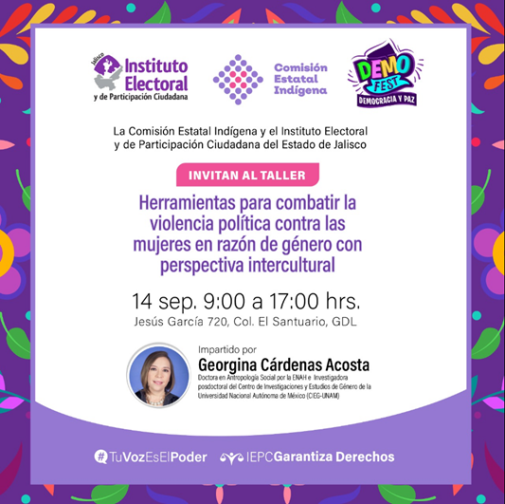 Jalisco
Instituto
Electoral
y de Participación Ciudadana
Comisión
Estatal
Indígena
DEMO
FEST
DEMOCRACIA Y PAZ
La Comisión Estatal Indígena y el Instituto Electoral
y de Participación Ciudadana del Estado de Jalisco
INVITAN AL TALLER
Herramientas para combatir la
violencia política contra las
mujeres en razón de género con
perspectiva intercultural
14 sep. 9:00 a 17:00 hrs.
Jesús García 720, Col. El Santuario, GDL
Impartido por
Georgina Cárdenas Acosta
Doctora en Antropología Social por la ENAH e Investigadora
posdoctoral del Centro de Investigaciones y Estudios de Género de la
Universidad Nacional Autónoma de México (CIEG-UNAM)
#TuVozEsElPoder IEPCGarantiza Derechos